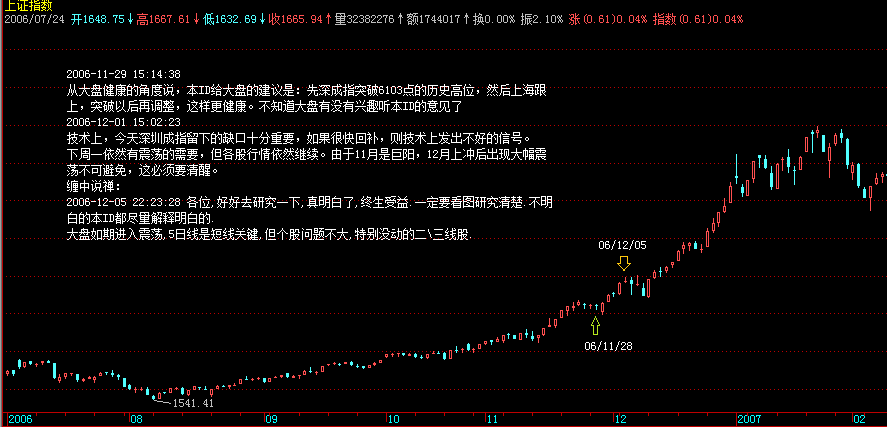 上证指数
2006/07/24 开1648.75↓高1667.61↓低1632.69↓收1665.94↑量32382276↑额1744017↑换0.00% 振2.10% 涨(0.61)0.04% 指数(0.61)0.04%
2006-11-29 15:14:38
从大盘健康的角度说，本ID给大盘的建议是：先深成指突破6103点的历史高位，然后上海跟
上，突破以后再调整，这样更健康。不知道大盘有没有兴趣听本ID的意见了
2006-12-01 15:02:23
技术上，今天深圳成指留下的缺口十分重要，如果很快回补，则技术上发出不好的信号。
下周一依然有震荡的需要，但各股行情依然继续。由于11月是巨阳，12月上冲后出现大幅震
荡不可避免，这必须要清醒。
缠中说禅：
2006-12-05 22:23:28 各位,好好去研究一下,真明白了,终生受益.一定要看图研究清楚.不明
白的本ID都尽量解释明白的.
大盘如期进入震荡,5日线是短线关键,但个股问题不大,特别没动的二\三线股.
06/12/05
06/11/28
1541.41
2006 08 09 10 11 12 2007 02